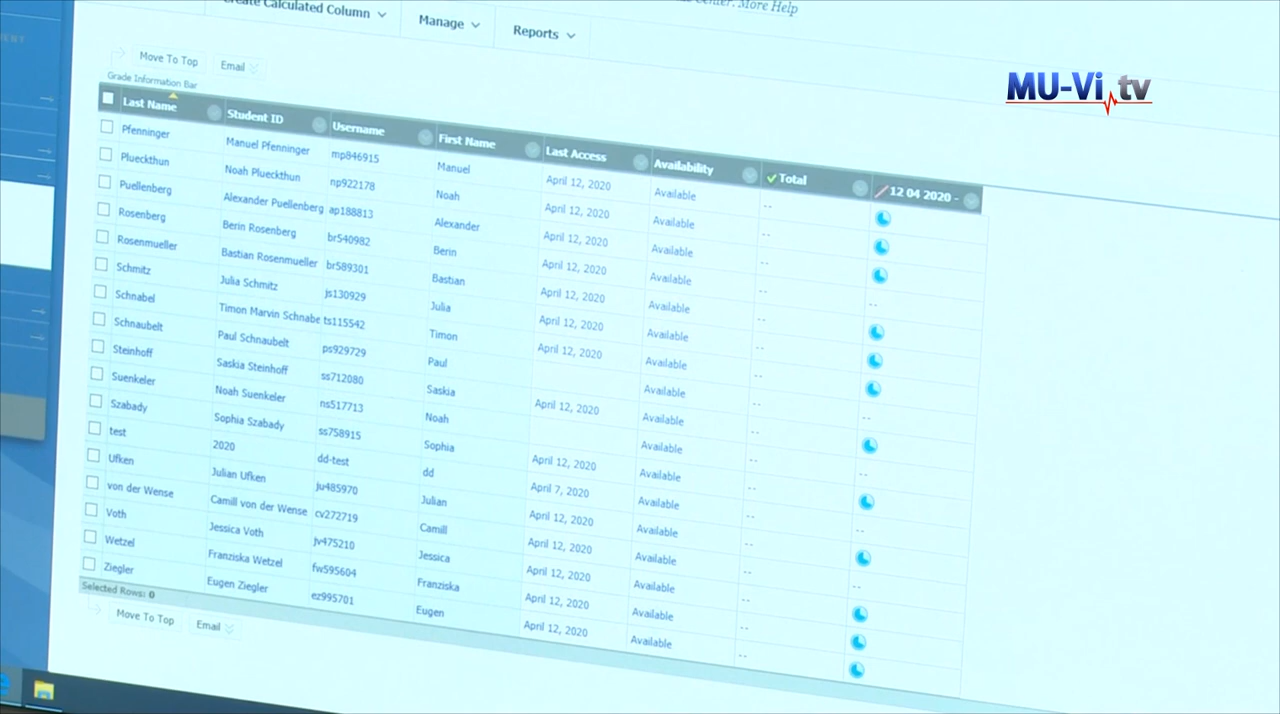 Create Calculated Column
Manage
Reports
Center. More Help
Move To Top
Email
MU-Vi.tv
Grade Information Bar
Last Name Student ID Username First Name Last Access Availability Total 12 04 2020 -
Pfenninger Manuel Pfenninger mp846915 Manuel April 12, 2020 Available --
Plueckthun Noah Plueckthun np922178 Noah April 12, 2020 Available --
Puellenberg Alexander Puellenberg ap188813 Alexander April 12, 2020 Available --
Rosenberg Berin Rosenberg br540982 Berin April 12, 2020 Available -- --
Rosenmueller Bastian Rosenmueller br589301 Bastian April 12, 2020 Available --
Schmitz Julia Schmitz js130929 Julia April 12, 2020 Available --
Schnabel Timon Marvin Schnabe ts115542 Timon April 12, 2020 Available --
Schnaubelt Paul Schnaubelt ps929729 Paul Available -- --
Steinhoff Saskia Steinhoff ss712080 Saskia April 12, 2020 Available --
Suenkeler Noah Suenkeler ns517713 Noah Available -- --
Szabady Sophia Szabady ss758915 Sophia April 12, 2020 Available --
test 2020 dd-test dd April 7, 2020 Available -- --
Ufken Julian Ufken ju485970 Julian April 12, 2020 Available --
von der Wense Camill von der Wense cv272719 Camill April 12, 2020 Available -- --
Voth Jessica Voth jv475210 Jessica April 12, 2020 Available --
Wetzel Franziska Wetzel fw595604 Franziska April 12, 2020 Available --
Ziegler Eugen Ziegler ez995701 Eugen April 12, 2020 Available --
Selected Rows: 0
Move To Top
Email